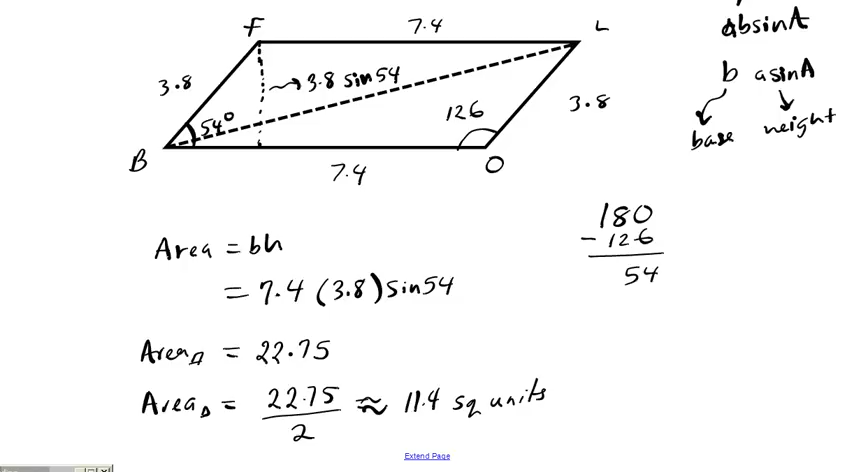 F
7.4
L
absinA
3.8
3.8 sin54
b asinA
54°
126
3.8
base height
B
7.4
O
180
Area = bh
- 126
54
= 7.4 (3.8) sin54
Area▱ = 22.75
Area△ = 22.75/2 ≈ 11.4 sq units
Extend Page